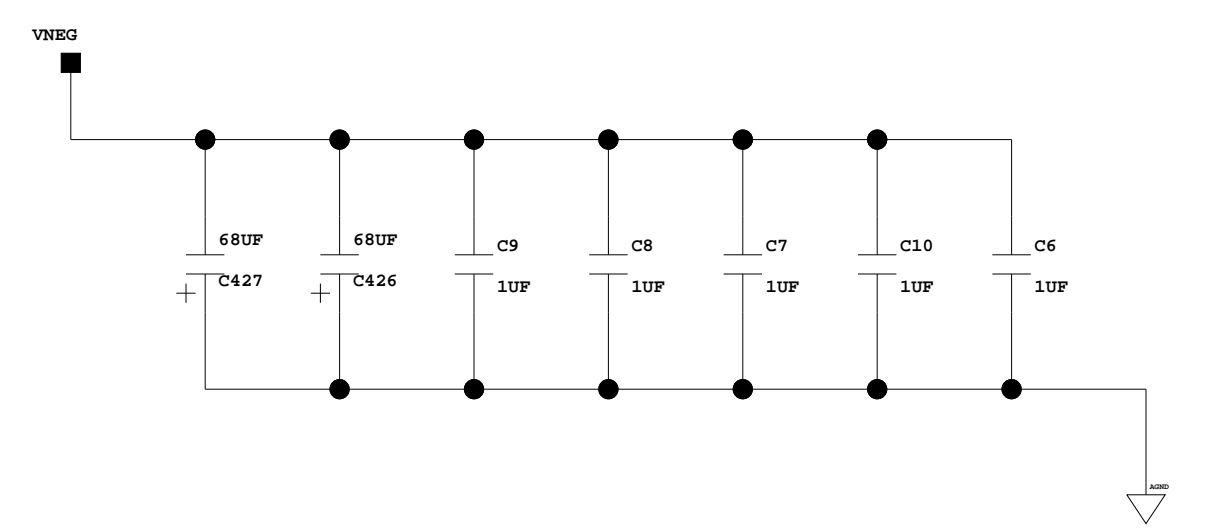 VNEG
68UF
C427
+
68UF
C426
+
C9
1UF
C8
1UF
C7
1UF
C10
1UF
C6
1UF
AGND